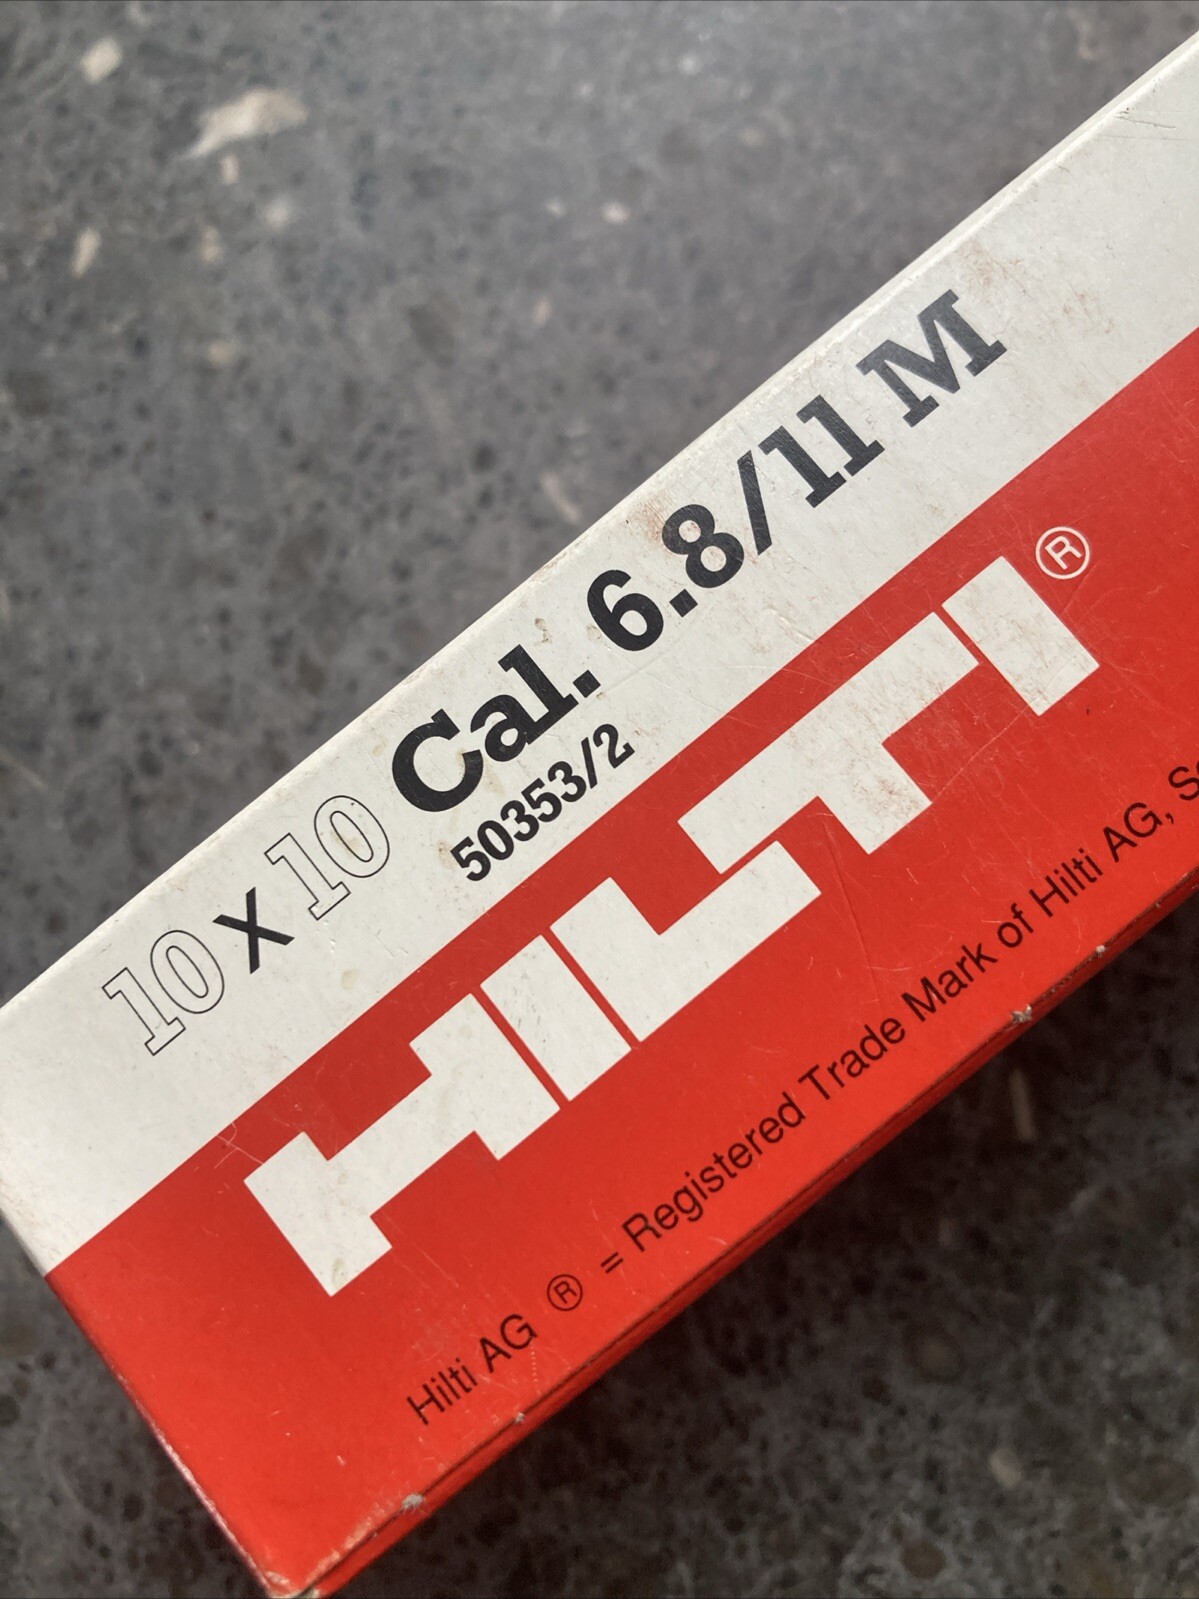 10 x 10 Cal. 6.8/11 M
50353/2
HILTI®
Hilti AG ® = Registered Trade Mark of Hilti AG,